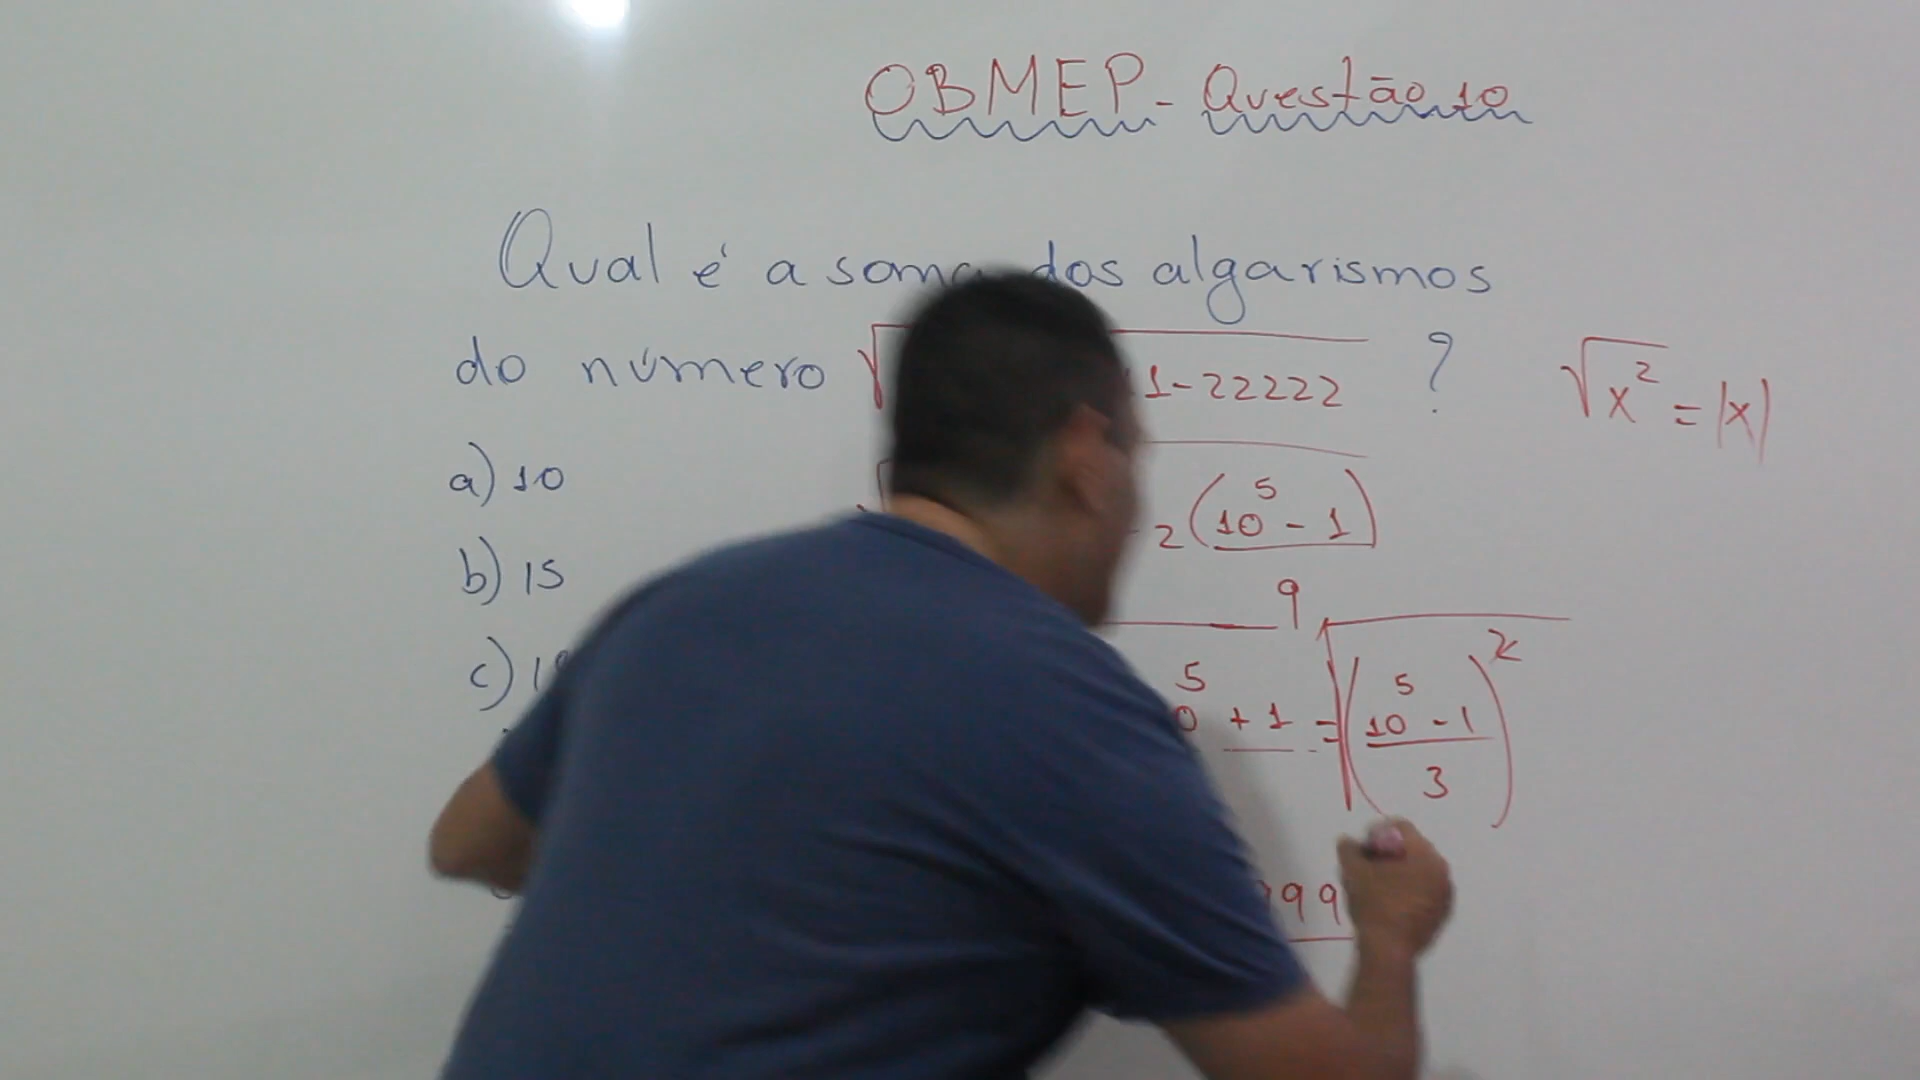 OBMEP - Questão 10
Qual é a soma dos algarismos
do número √ 1-22222 ?
√x² = |x|
a) 10
2(10⁵ - 1)
b) 15
9
c) 1
5
0 + 1 = √((10⁵ - 1)/3)²
99